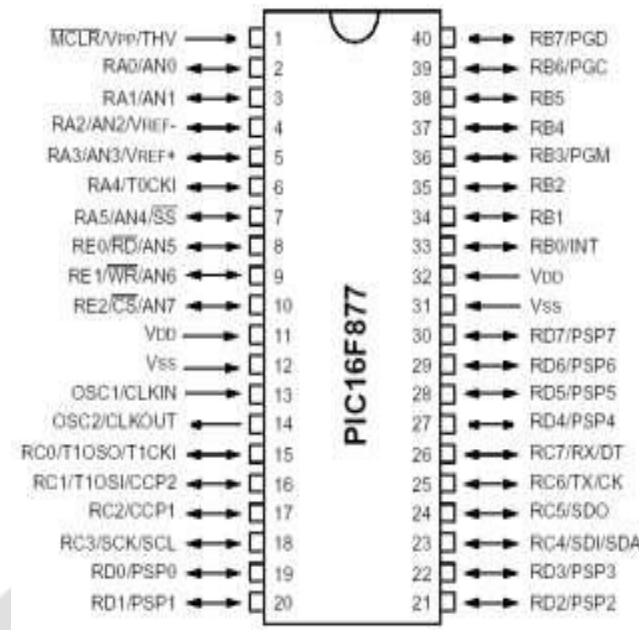 MCLR/VPP/THV 1 40 RB7/PGD
RA0/AN0 2 39 RB6/PGC
RA1/AN1 3 38 RB5
RA2/AN2/VREF- 4 37 RB4
RA3/AN3/VREF+ 5 36 RB3/PGM
RA4/T0CKI 6 35 RB2
RA5/AN4/SS 7 34 RB1
RE0/RD/AN5 8 33 RB0/INT
RE1/WR/AN6 9 32 VDD
RE2/CS/AN7 10 31 VSS
VDD 11 30 RD7/PSP7
VSS 12 29 RD6/PSP6
OSC1/CLKIN 13 28 RD5/PSP5
OSC2/CLKOUT 14 27 RD4/PSP4
RC0/T1OSO/T1CKI 15 26 RC7/RX/DT
RC1/T1OSI/CCP2 16 25 RC6/TX/CK
RC2/CCP1 17 24 RC5/SDO
RC3/SCK/SCL 18 23 RC4/SDI/SDA
RD0/PSP0 19 22 RD3/PSP3
RD1/PSP1 20 21 RD2/PSP2
PIC16F877